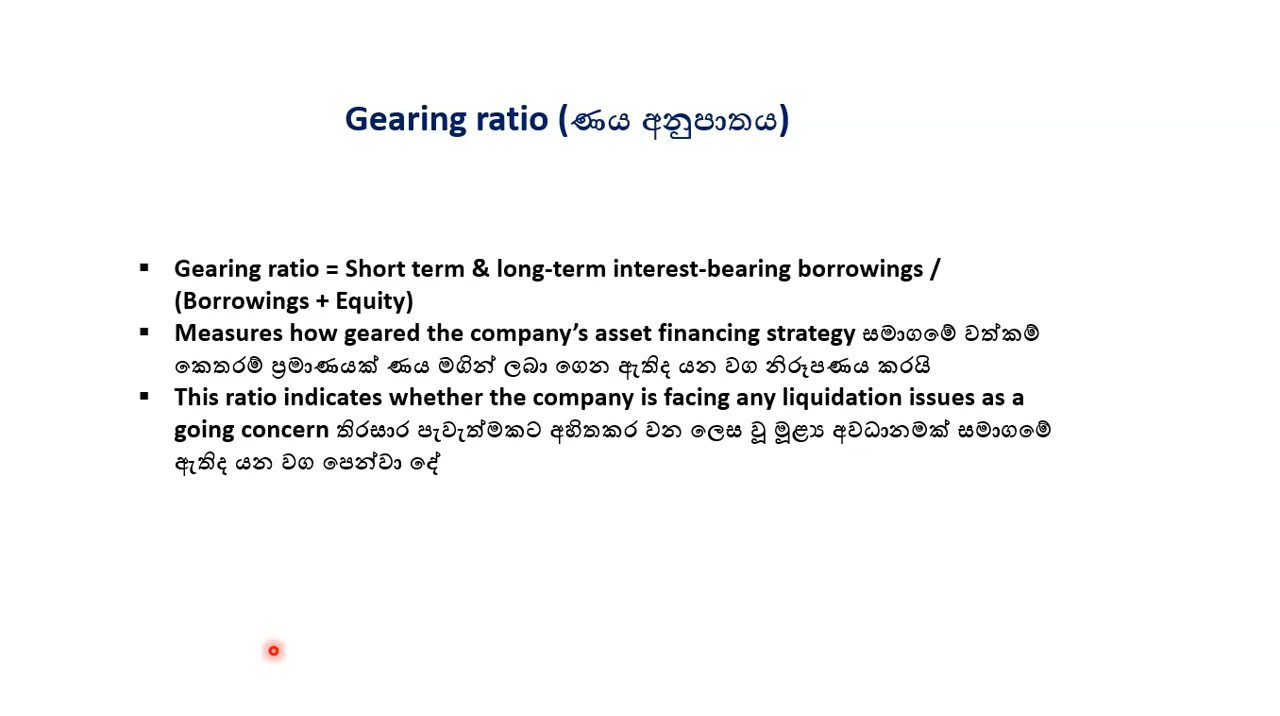 Gearing ratio (ණය අනුපාතය)
▪ Gearing ratio = Short term & long-term interest-bearing borrowings /
(Borrowings + Equity)
▪ Measures how geared the company’s asset financing strategy සමාගමේ වත්කම්
කෙතරම් ප්‍රමාණයක් ණය මගින් ලබා ගෙන ඇතිද යන වග නිරූපණය කරයි
▪ This ratio indicates whether the company is facing any liquidation issues as a
going concern තිරසාර පැවැත්මකට අහිතකර වන ලෙස වූ මූල්‍ය අවධානමක් සමාගමේ
ඇතිද යන වග පෙන්වා දේ